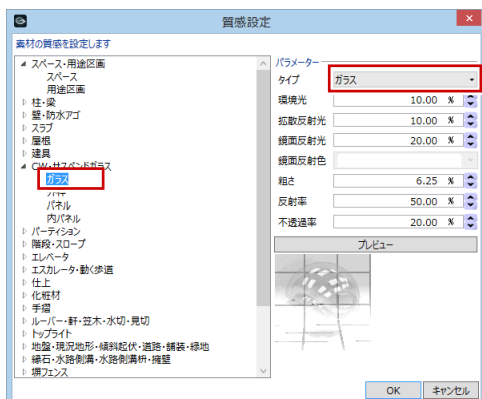 質感設定
素材の質感を設定します
スペース・用途区画
スペース
用途区画
柱・梁
壁・防水アゴ
スラブ
屋根
建具
CW・サスペンドガラス
ガラス
パネル
内パネル
パーティション
階段・スロープ
エレベータ
エスカレータ・動く歩道
仕上
化粧材
手摺
ルーバー・軒・笠木・水切・見切
トップライト
地盤・現況地形・傾斜起伏・道路・舗装・緑地
縁石・水路側溝・水路側溝桝・擁壁
塀フェンス
パラメーター
タイプ ガラス
環境光 10.00 %
拡散反射光 10.00 %
鏡面反射光 20.00 %
鏡面反射色
粗さ 6.25 %
反射率 50.00 %
不透過率 20.00 %
プレビュー
OK キャンセル